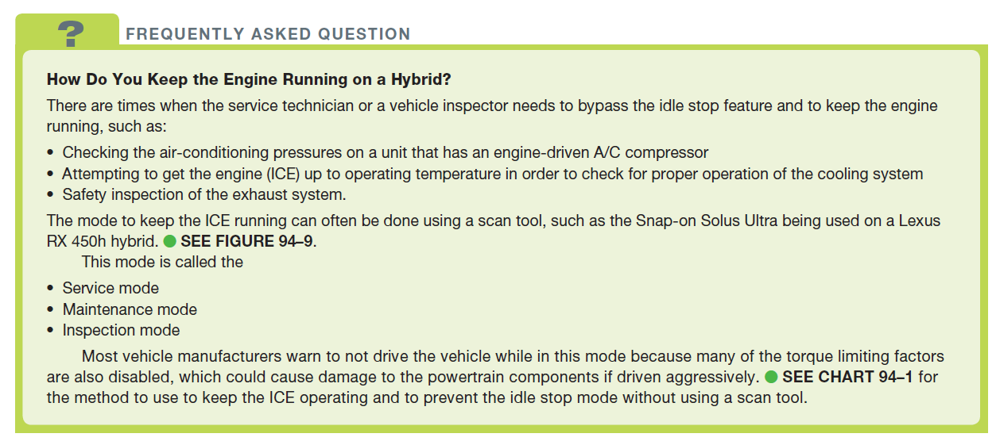 ?
FREQUENTLY ASKED QUESTION
How Do You Keep the Engine Running on a Hybrid?
There are times when the service technician or a vehicle inspector needs to bypass the idle stop feature and to keep the engine
running, such as:
• Checking the air-conditioning pressures on a unit that has an engine-driven A/C compressor
• Attempting to get the engine (ICE) up to operating temperature in order to check for proper operation of the cooling system
• Safety inspection of the exhaust system.
The mode to keep the ICE running can often be done using a scan tool, such as the Snap-on Solus Ultra being used on a Lexus
RX 450h hybrid. ● SEE FIGURE 94–9.
This mode is called the
• Service mode
• Maintenance mode
• Inspection mode
Most vehicle manufacturers warn to not drive the vehicle while in this mode because many of the torque limiting factors
are also disabled, which could cause damage to the powertrain components if driven aggressively. ● SEE CHART 94–1 for
the method to use to keep the ICE operating and to prevent the idle stop mode without using a scan tool.